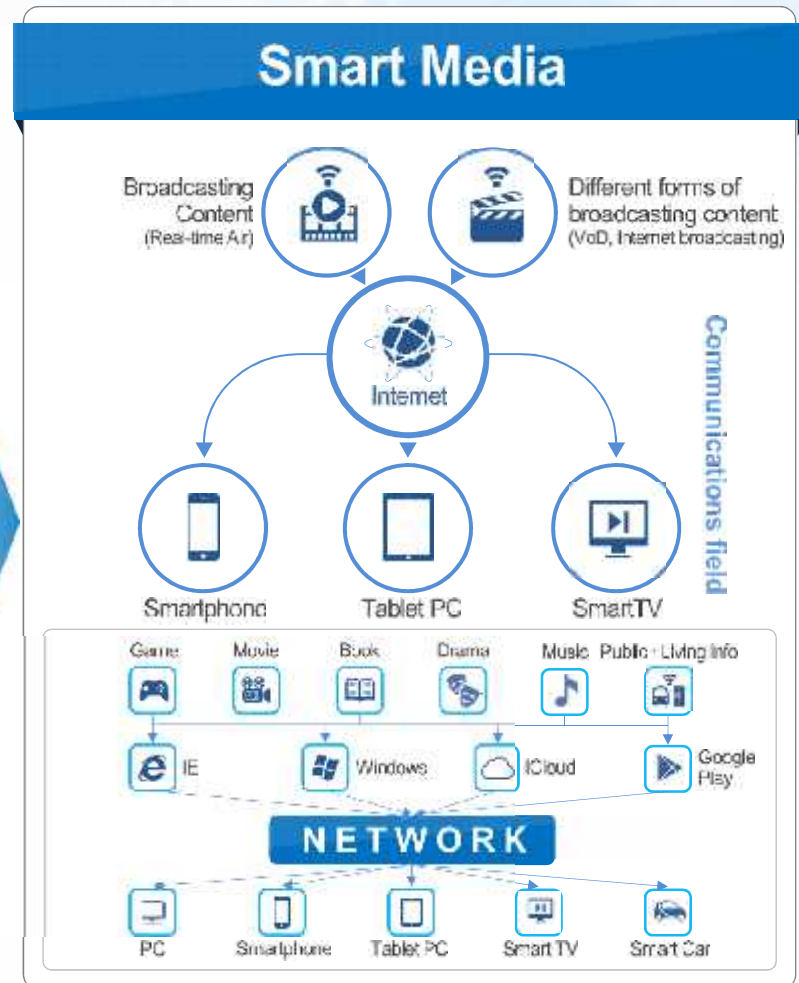 Smart Media
Broadcasting
Content
(Real-time Air)
Different forms of
broadcasting content
(VoD, Internet broadcasting)
Internet
Communications field
Smartphone
Tablet PC
SmartTV
Game
Movie
Book
Drama
Music
Public · Living Info
IE
Windows
iCloud
Google
Play
NETWORK
PC
Smartphone
Tablet PC
Smart TV
Smart Car